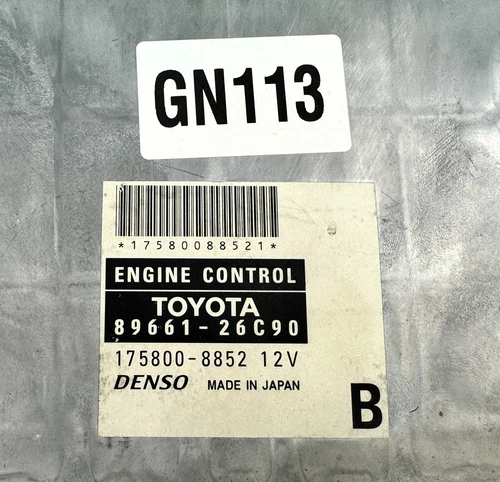 GN113
*17580088521*
ENGINE CONTROL
TOYOTA
89661-26C90
175800-8852 12V
DENSO MADE IN JAPAN
B